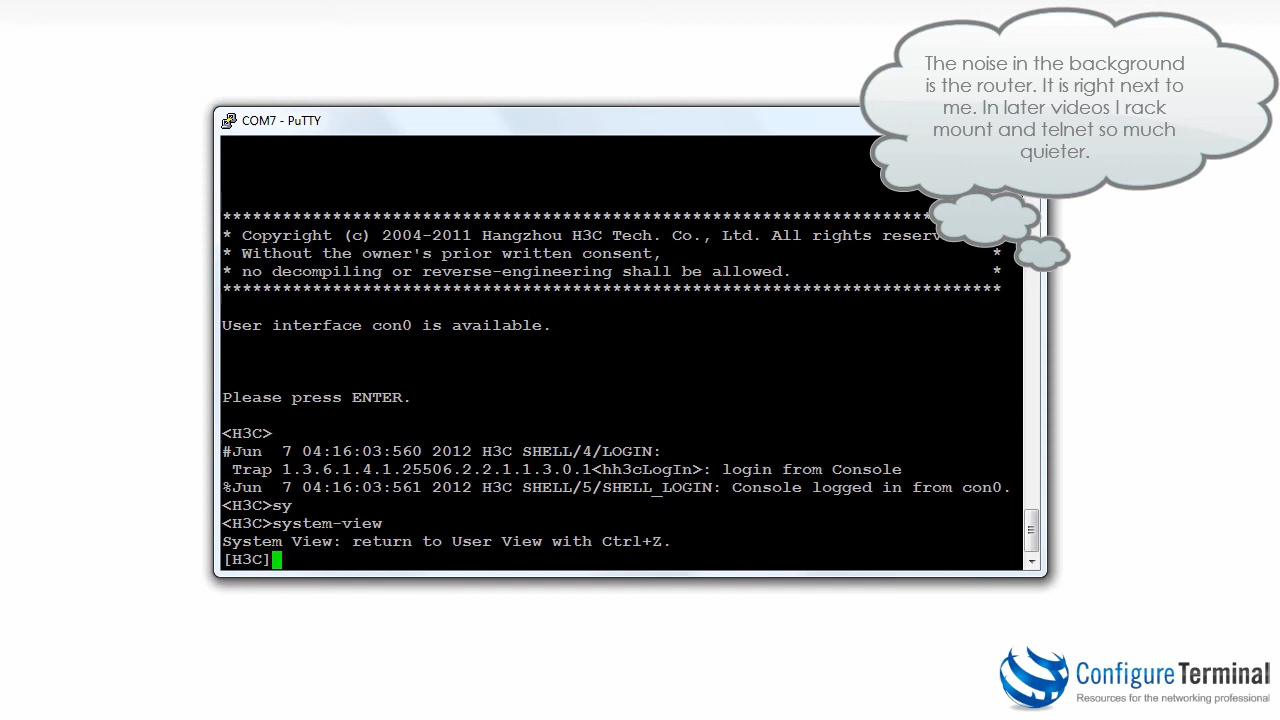 The noise in the background
is the router. It is right next to
me. In later videos I rack
mount and telnet so much
quieter.
COM7 - PuTTY
******************************************************************************
* Copyright (c) 2004-2011 Hangzhou H3C Tech. Co., Ltd. All rights
* Without the owner's prior written consent, *
* no decompiling or reverse-engineering shall be allowed. *
******************************************************************************
User interface con0 is available.
Please press ENTER.
<H3C>
#Jun 7 04:16:03:560 2012 H3C SHELL/4/LOGIN:
Trap 1.3.6.1.4.1.25506.2.2.1.1.3.0.1<hh3cLogIn>: login from Console
%Jun 7 04:16:03:561 2012 H3C SHELL/5/SHELL_LOGIN: Console logged in from con0.
<H3C>sy
<H3C>system-view
System View: return to User View with Ctrl+Z.
[H3C]
Configure Terminal
Resources for the networking professional